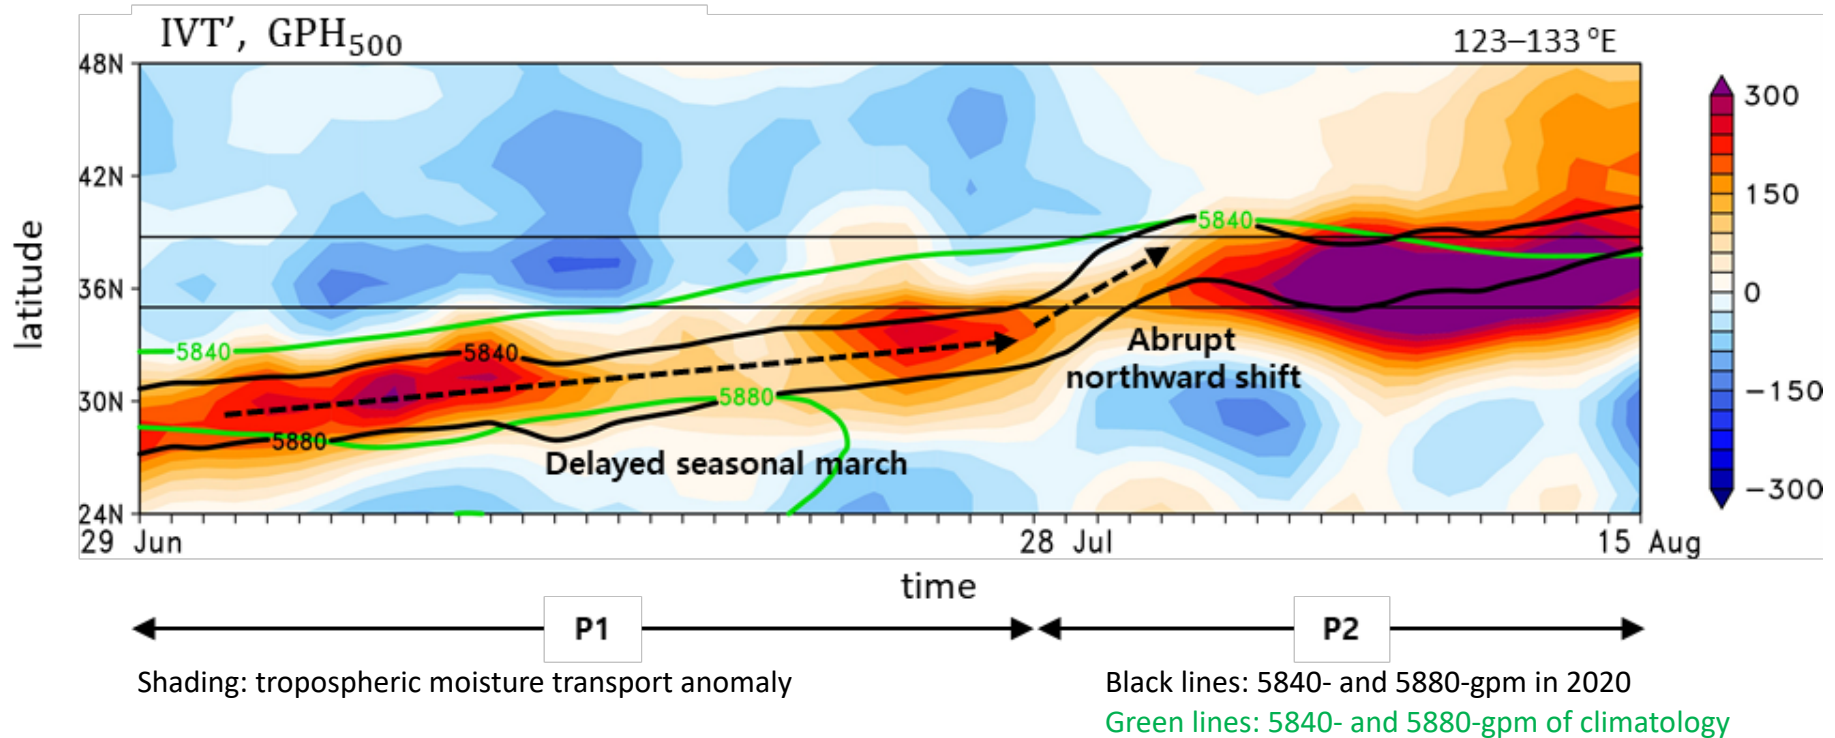 IVT′, GPH500
123–133 °E
48N
42N
36N
30N
24N
latitude
5840
5840
5840
5880
5880
Abrupt
northward shift
Delayed seasonal march
300
150
0
−150
−300
29 Jun
28 Jul
15 Aug
time
P1
P2
Shading: tropospheric moisture transport anomaly
Black lines: 5840- and 5880-gpm in 2020
Green lines: 5840- and 5880-gpm of climatology